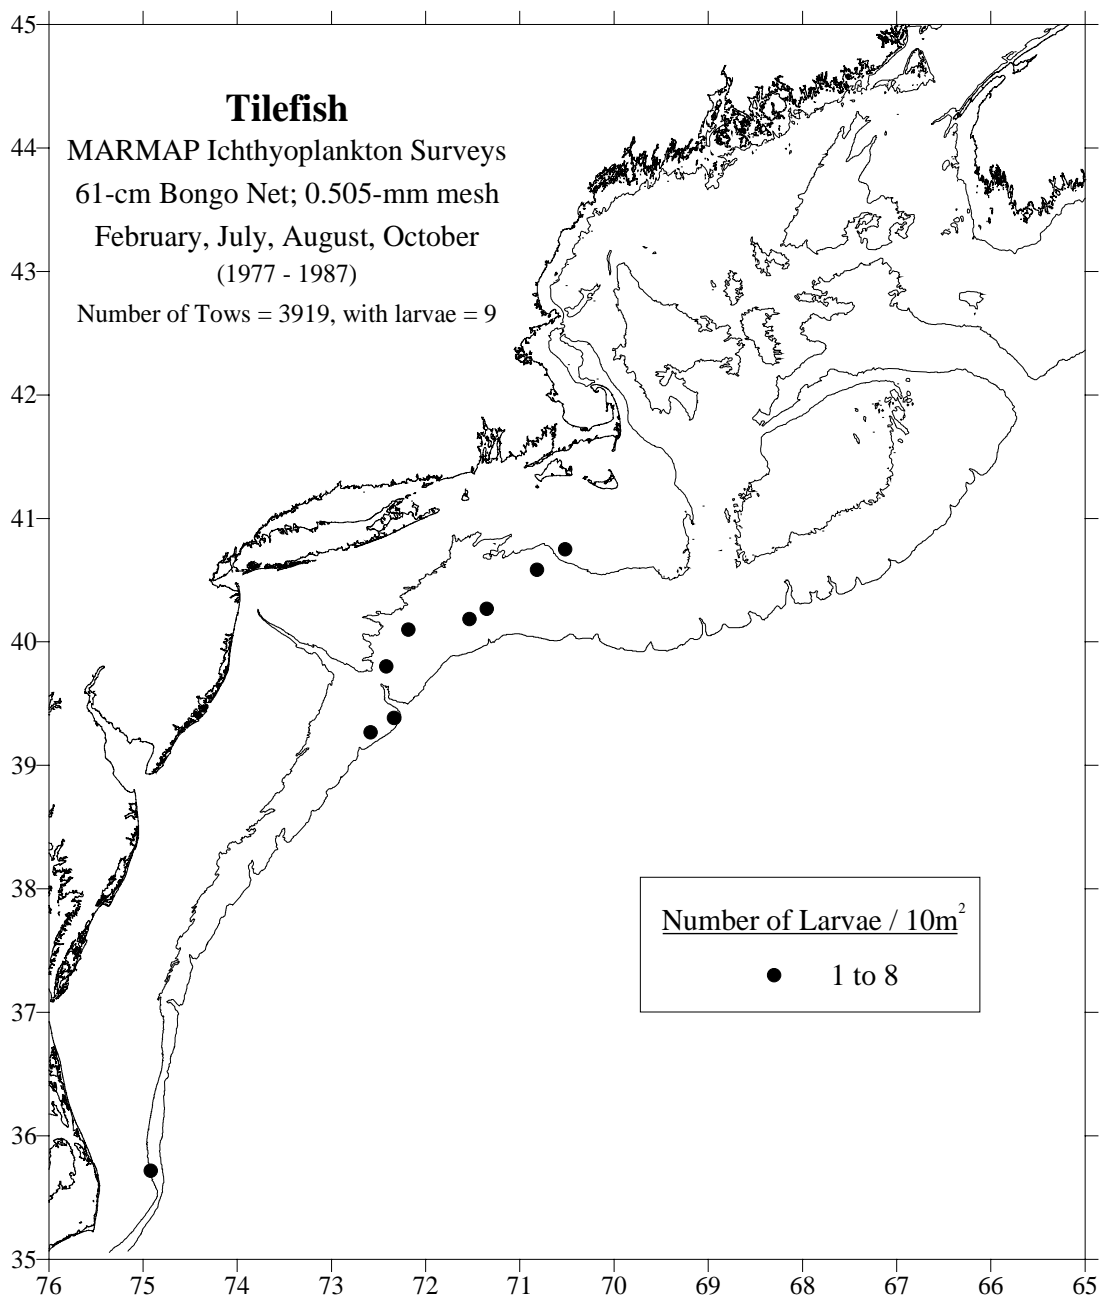 Tilefish
MARMAP Ichthyoplankton Surveys
61-cm Bongo Net; 0.505-mm mesh
February, July, August, October
(1977 - 1987)
Number of Tows = 3919, with larvae = 9
45
44
43
42
41
40
39
38
37
36
35
Number of Larvae / 10m²
1 to 8
76 75 74 73 72 71 70 69 68 67 66 65